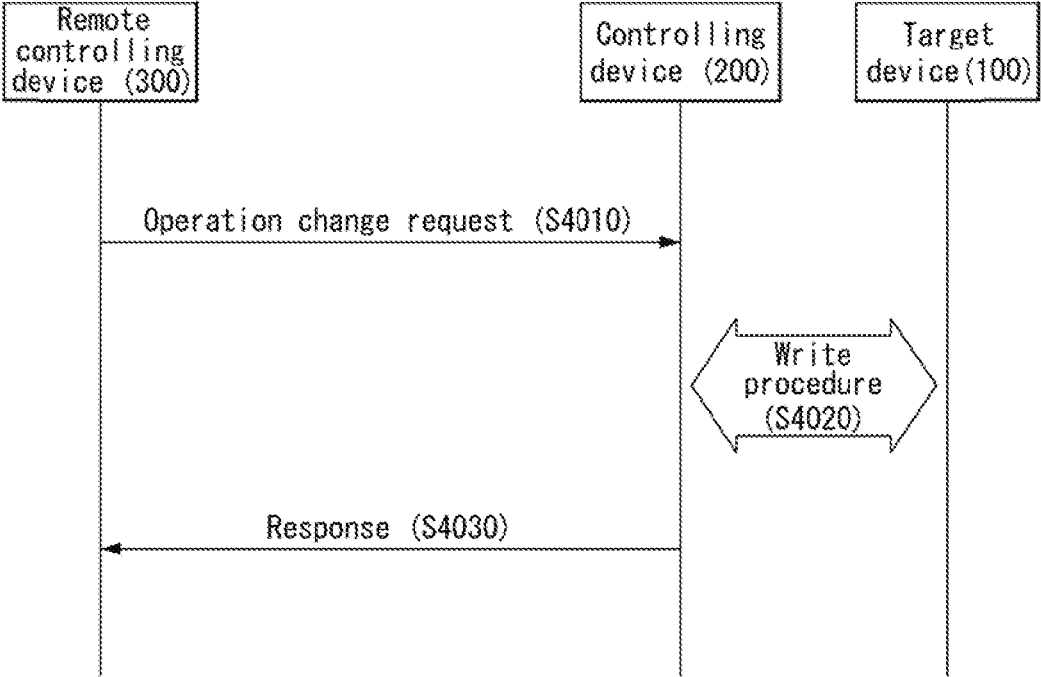 Remote
controlling
device (300)
Controlling
device (200)
Target
device(100)
Operation change request (S4010)
Write
procedure
(S4020)
Response (S4030)